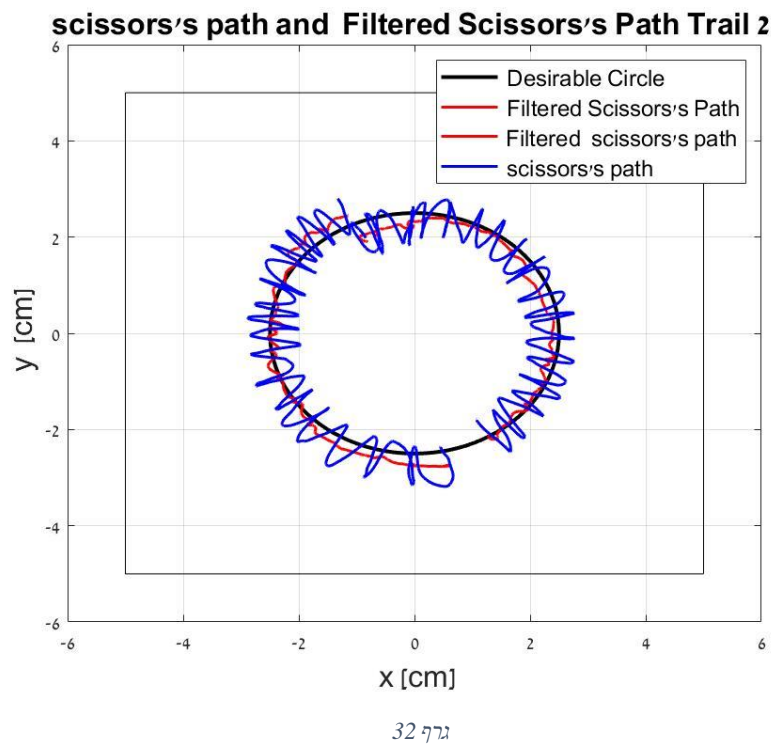 scissors's path and Filtered Scissors's Path Trail 2
Desirable Circle
Filtered Scissors's Path
Filtered scissors's path
scissors's path
6
4
2
0
-2
-4
-6
y [cm]
-6 -4 -2 0 2 4 6
x [cm]
גרף 32